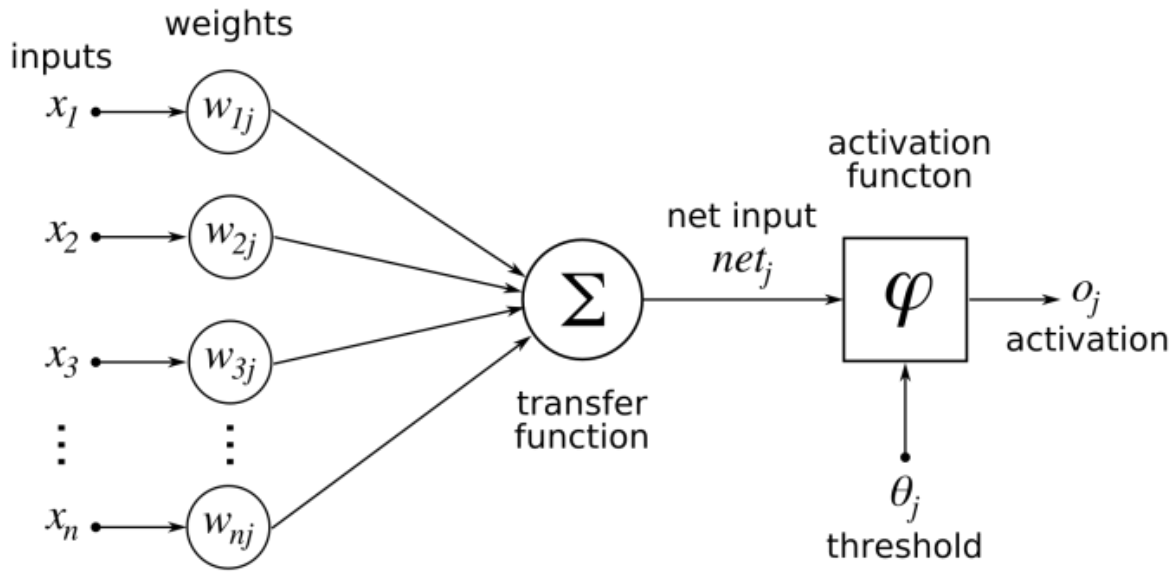 weights
inputs
x1
w1j
x2
w2j
x3
w3j
xn
wnj
Σ
transfer
function
net input
netj
activation
functon
φ
oj
activation
θj
threshold